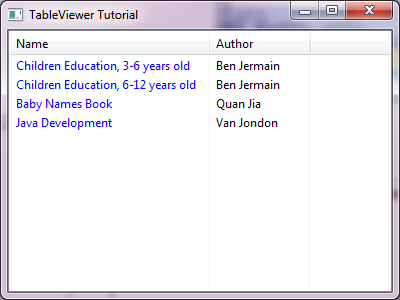 TableViewer Tutorial
Name Author
Children Education, 3-6 years old Ben Jermain
Children Education, 6-12 years old Ben Jermain
Baby Names Book Quan Jia
Java Development Van Jondon